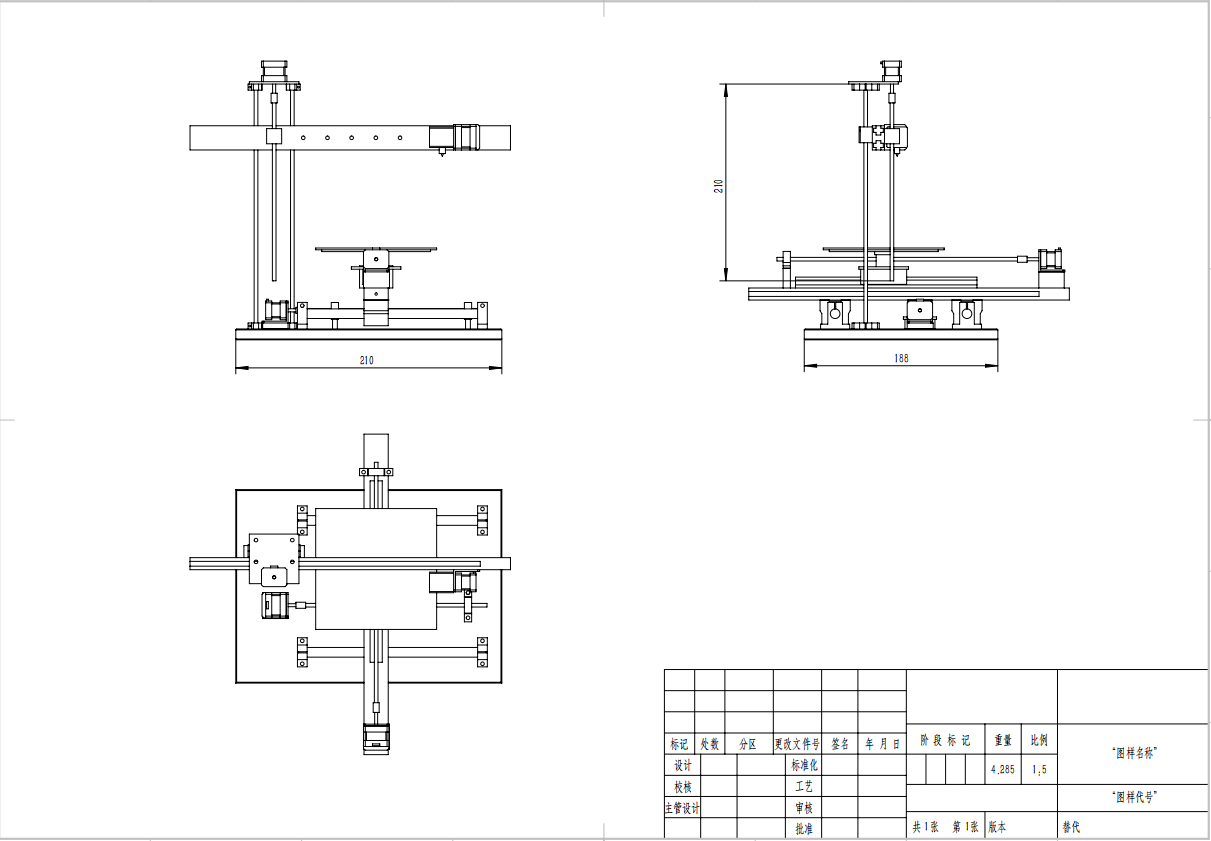 210
210
188
标记 处数 分区 更改文件号 签名 年 月 日
阶 段 标 记 重量 比例
"图样名称"
设计 标准化
4.285 1:5
校核 工艺
"图样代号"
主管设计 审核
共1张 第1张 版本 替代
批准